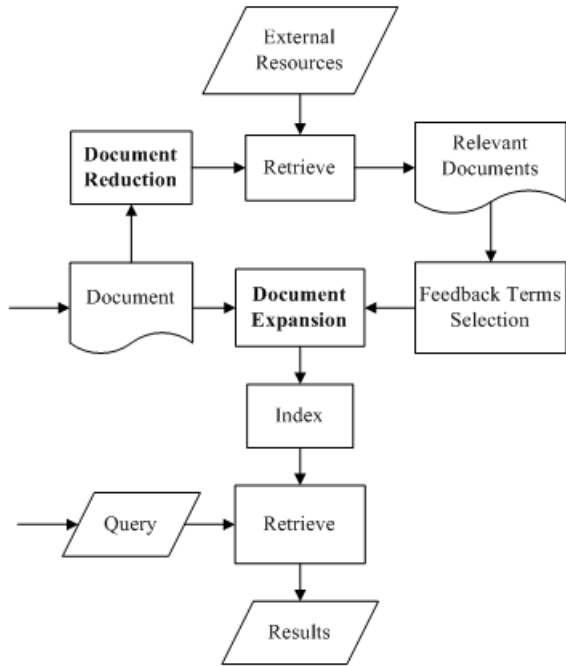 External
Resources
Document
Reduction
Retrieve
Relevant
Documents
Document
Document
Expansion
Feedback Terms
Selection
Index
Query
Retrieve
Results